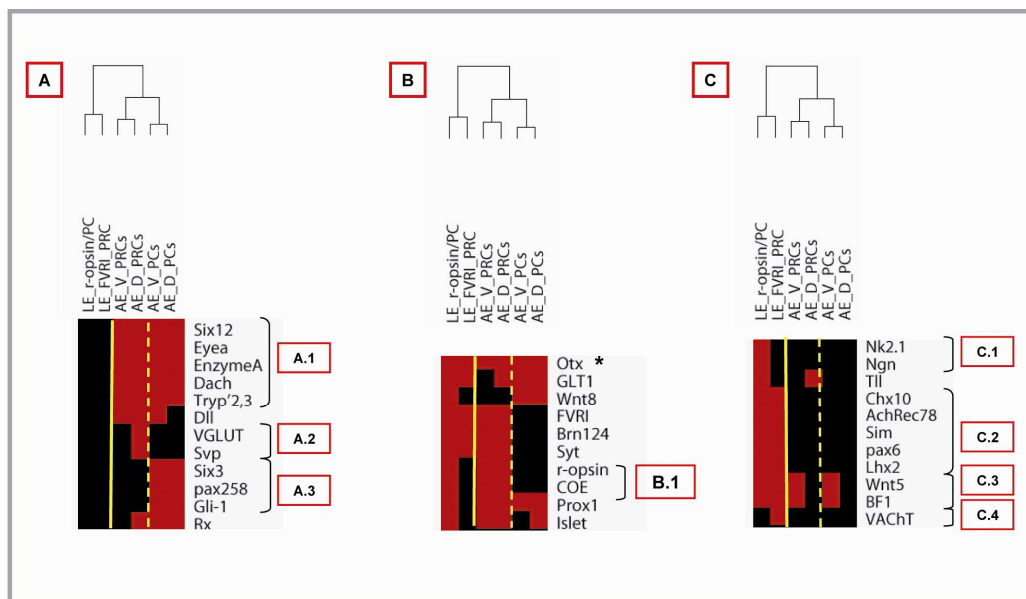 A
LE_r-opsin/PC
LE_FVRI_PRC
AE_V_PRCs
AE_D_PRCs
AE_V_PCs
AE_D_PCs
Six12
Eyea
EnzymeA
Dach
Tryp'2,3
Dll
VGLUT
Svp
Six3
pax258
Gli-1
Rx
A.1
A.2
A.3
B
LE_r-opsin/PC
LE_FVRI_PRC
AE_V_PRCs
AE_D_PRCs
AE_V_PCs
AE_D_PCs
Otx *
GLT1
Wnt8
FVRI
Brn124
Syt
r-opsin
COE
Prox1
Islet
B.1
C
LE_r-opsin/PC
LE_FVRI_PRC
AE_V_PRCs
AE_D_PRCs
AE_V_PCs
AE_D_PCs
Nk2.1
Ngn
Tll
Chx10
AchRec78
Sim
pax6
Lhx2
Wnt5
BF1
VAChT
C.1
C.2
C.3
C.4